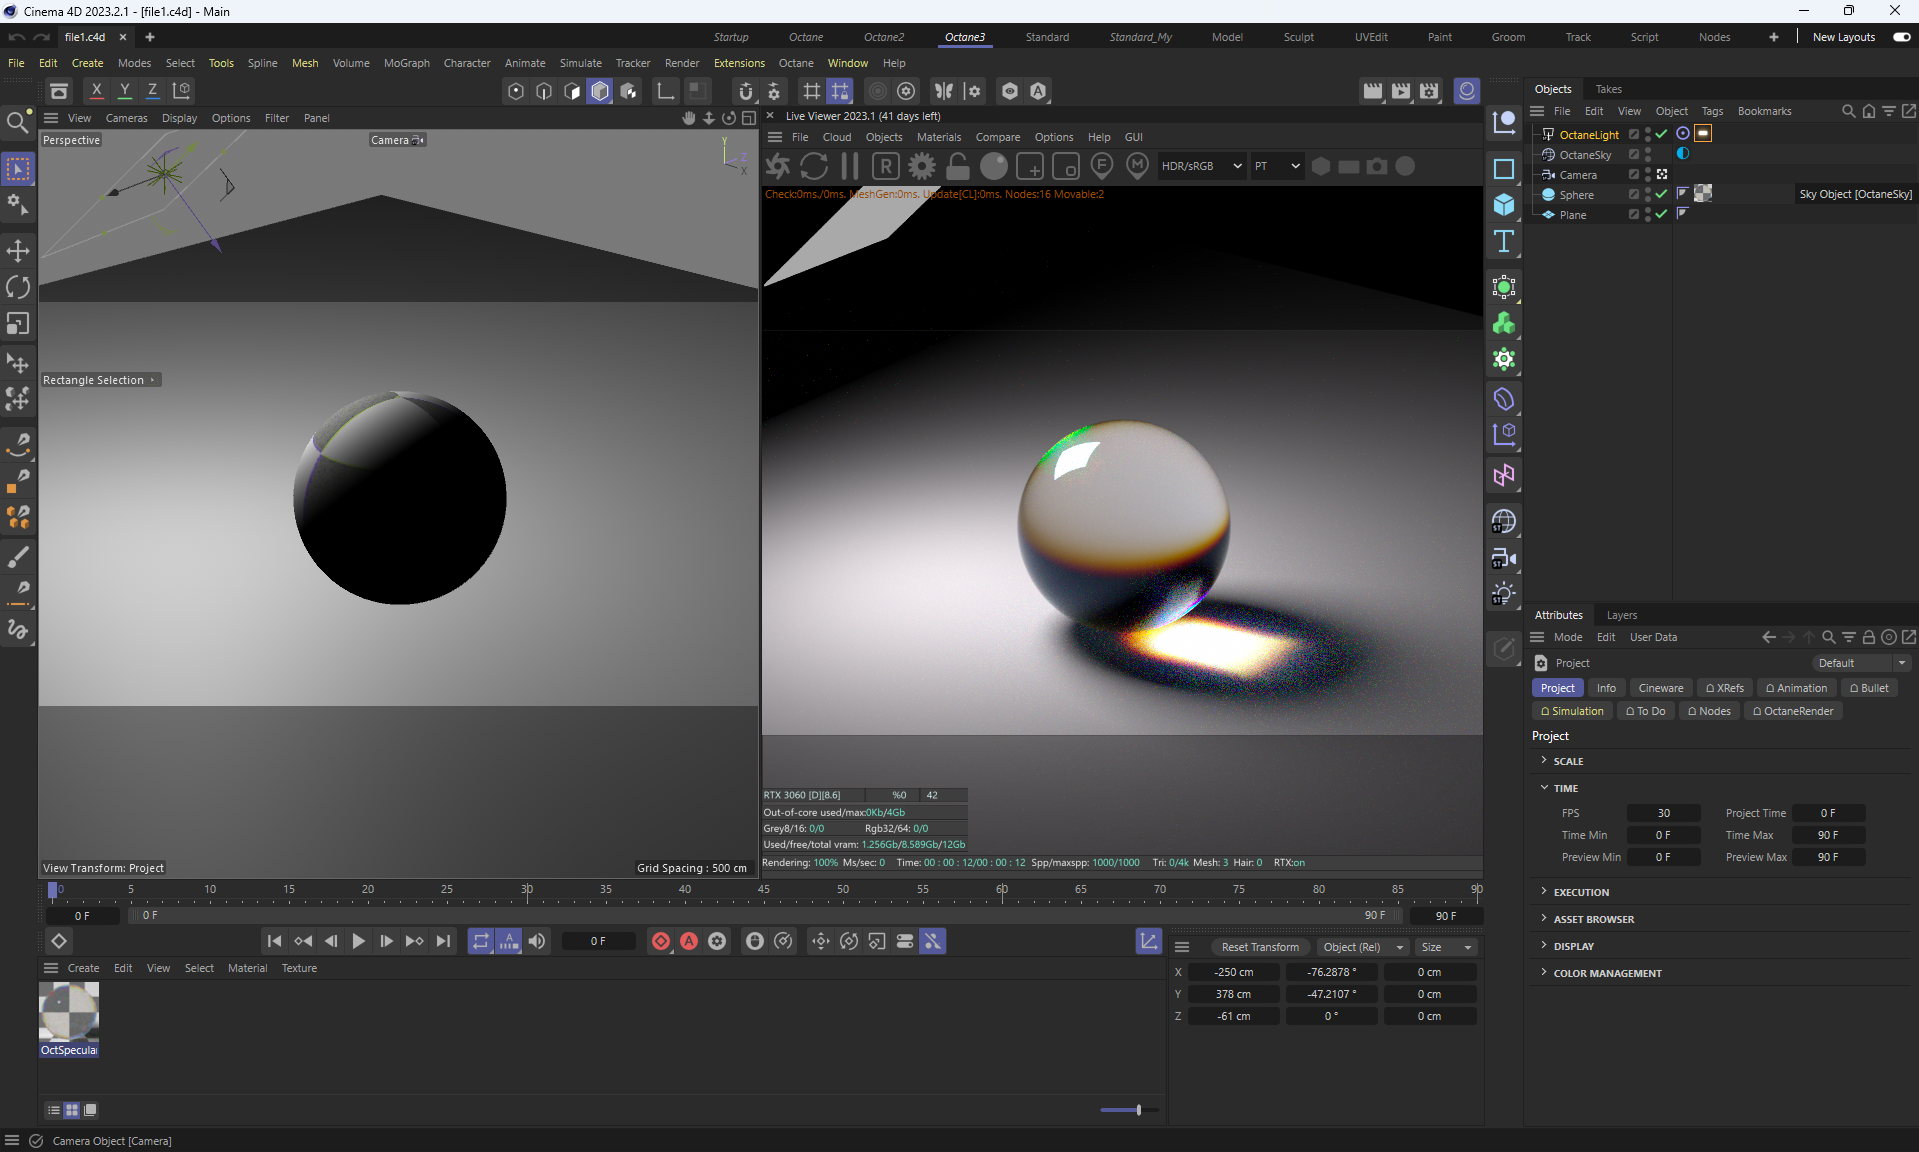 Cinema 4D 2023.2.1 - [file1.c4d] - Main
file1.c4d
Startup Octane Octane2 Octane3 Standard Standard_My Model Sculpt UVEdit Paint Groom Track Script Nodes New Layouts
File Edit Create Modes Select Tools Spline Mesh Volume MoGraph Character Animate Simulate Tracker Render Extensions Octane Window Help
X Y Z
View Cameras Display Options Filter Panel
Perspective
Camera
Rectangle Selection
View Transform: Project
Grid Spacing : 500 cm
Live Viewer 2023.1 (41 days left)
File Cloud Objects Materials Compare Options Help GUI
HDR/sRGB PT
Check:0ms./0ms. MeshGen:0ms. Update[CL]:0ms. Nodes:16 Movable:2
RTX 3060 [D][8.6] %0 42
Out-of-core used/max:0Kb/4Gb
Grey8/16: 0/0 Rgb32/64: 0/0
Used/free/total vram: 1.256Gb/8.589Gb/12Gb
Rendering: 100% Ms/sec: 0 Time: 00 : 00 : 12/00 : 00 : 12 Spp/maxspp: 1000/1000 Tri: 0/4k Mesh: 3 Hair: 0 RTX:on
Objects Takes
File Edit View Object Tags Bookmarks
OctaneLight
OctaneSky
Camera
Sphere
Plane
Sky Object [OctaneSky]
Attributes Layers
Mode Edit User Data
Project Default
Project Info Cineware XRefs Animation Bullet
Simulation To Do Nodes OctaneRender
Project
SCALE
TIME
FPS 30 Project Time 0 F
Time Min 0 F Time Max 90 F
Preview Min 0 F Preview Max 90 F
EXECUTION
ASSET BROWSER
DISPLAY
COLOR MANAGEMENT
0 5 10 15 20 25 30 35 40 45 50 55 60 65 70 75 80 85 90
0 F 0 F 90 F 90 F
0 F
Create Edit View Select Material Texture
OctSpecular
Reset Transform Object (Rel) Size
X -250 cm -76.2878 ° 0 cm
Y 378 cm -47.2107 ° 0 cm
Z -61 cm 0 ° 0 cm
Camera Object [Camera]